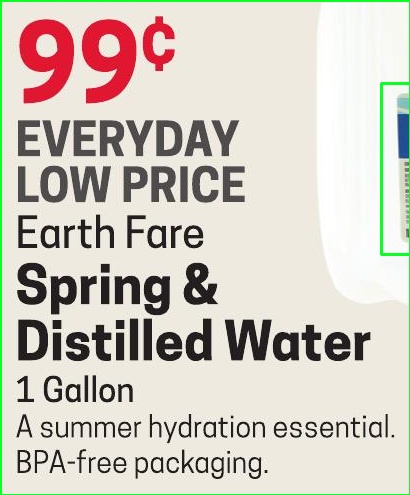 99¢
EVERYDAY
LOW PRICE
Earth Fare
Spring &
Distilled Water
1 Gallon
A summer hydration essential.
BPA-free packaging.